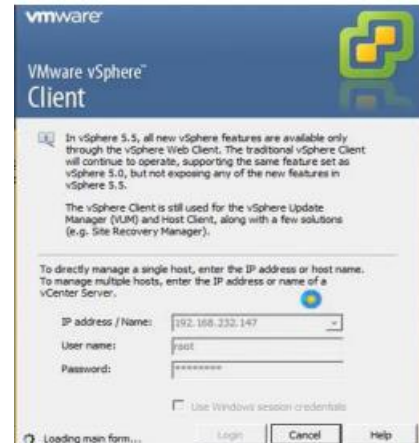 vmware
VMware vSphere™
Client
In vSphere 5.5, all new vSphere features are available only
through the vSphere Web Client. The traditional vSphere Client
will continue to operate, supporting the same feature set as
vSphere 5.0, but not exposing any of the new features in
vSphere 5.5.
The vSphere Client is still used for the vSphere Update
Manager (VUM) and Host Client, along with a few solutions
(e.g. Site Recovery Manager).
To directly manage a single host, enter the IP address or host name.
To manage multiple hosts, enter the IP address or name of a
vCenter Server.
IP address / Name: 192.168.232.147
User name: root
Password: ********
Use Windows session credentials
Loading main form... Login Cancel Help